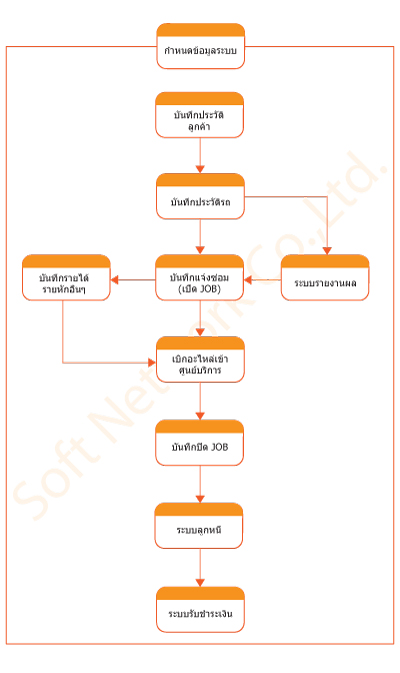 กำหนดข้อมูลระบบ
บันทึกประวัติ
ลูกค้า
บันทึกประวัติรถ
บันทึกรายได้
รายหักอื่นๆ
บันทึกแจ้งซ่อม
(เปิด JOB)
ระบบรายงานผล
เบิกอะไหล่เข้า
ศูนย์บริการ
บันทึกปิด JOB
ระบบลูกหนี้
ระบบรับชำระเงิน
Soft Network Co.,Ltd.